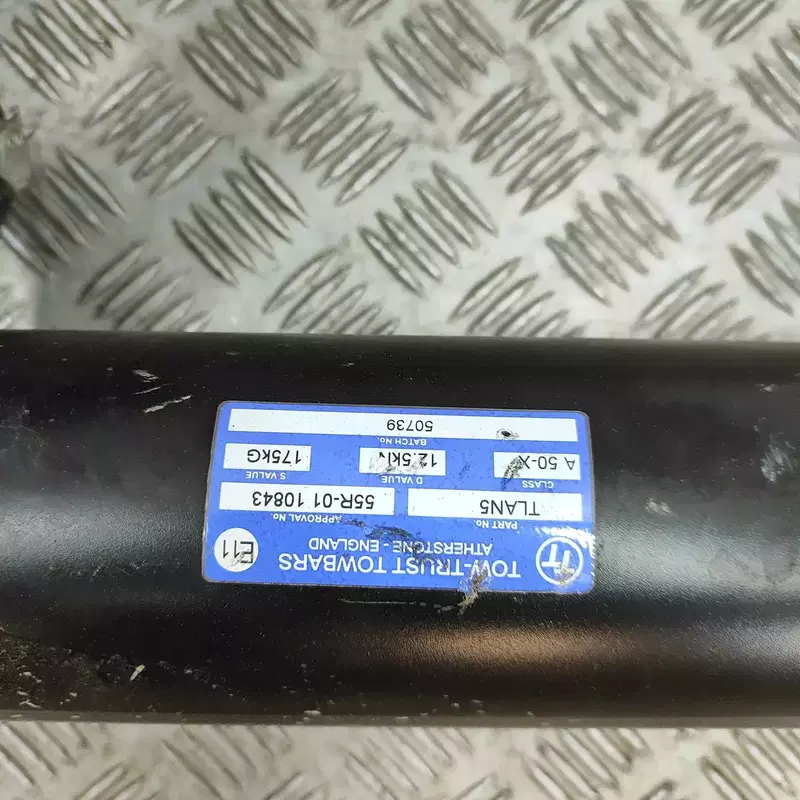 TT TOW-TRUST TOWBARS E11
ATHERSTONE - ENGLAND
PART No. APPROVAL No.
TLAN5 55R-01 10843
CLASS D VALUE S VALUE
A 50-X 12.5kN 175KG
BATCH No.
50739